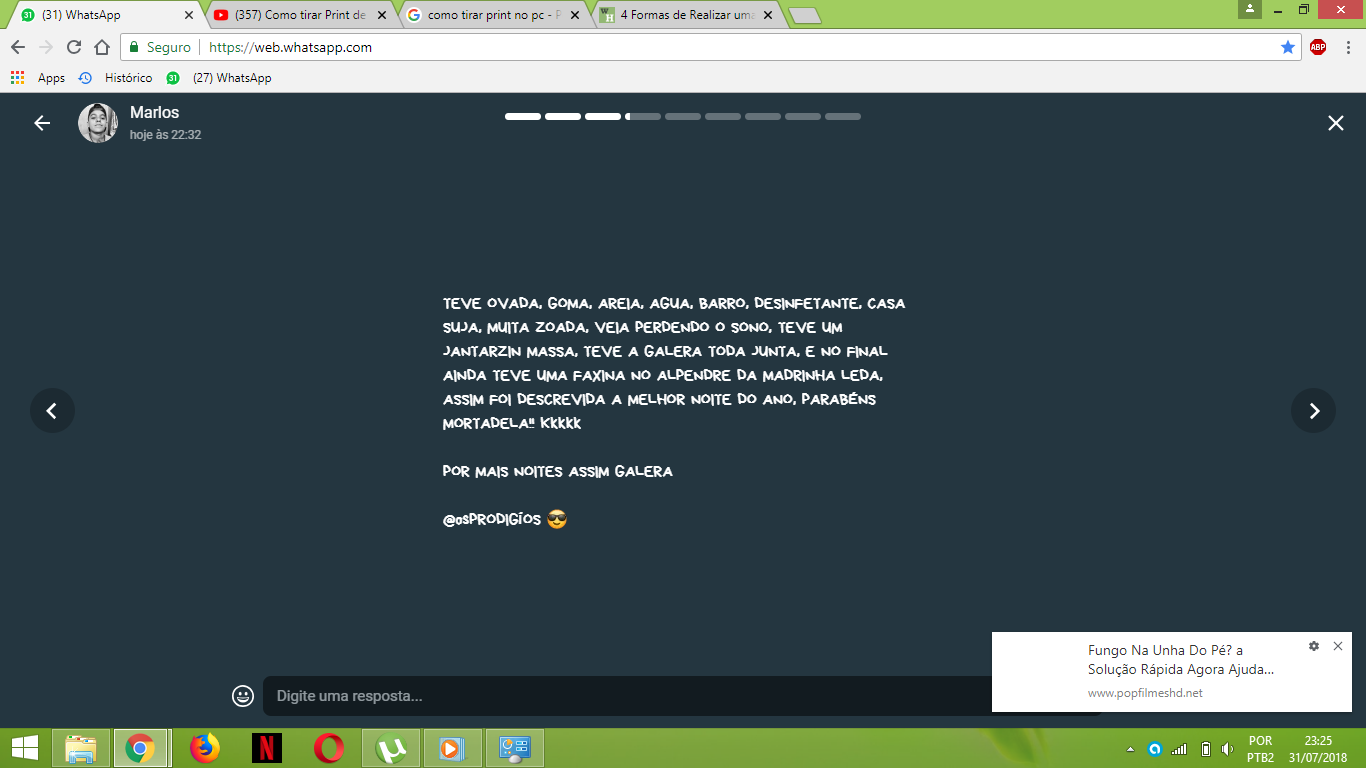 (31) WhatsApp
(357) Como tirar Print de
como tirar print no pc - P
4 Formas de Realizar uma
Seguro
https://web.whatsapp.com
ABP
Apps
Histórico
31
(27) WhatsApp
Marlos
hoje às 22:32
TEVE OVADA, GOMA, AREIA, AGUA, BARRO, DESINFETANTE, CASA
SUJA, MUITA ZOADA, VEIA PERDENDO O SONO, TEVE UM
JANTARZIN MASSA, TEVE A GALERA TODA JUNTA, E NO FINAL
AINDA TEVE UMA FAXINA NO ALPENDRE DA MADRINHA LEDA,
ASSIM FOI DESCREVIDA A MELHOR NOITE DO ANO, PARABÉNS
MORTADELA!! Kkkkk
POR MAIS NOITES ASSIM GALERA
@OSPRODIGÍOS 😎
Fungo Na Unha Do Pé? a
Solução Rápida Agora Ajuda...
www.popfilmeshd.net
Digite uma resposta...
POR
PTB2
23:25
31/07/2018